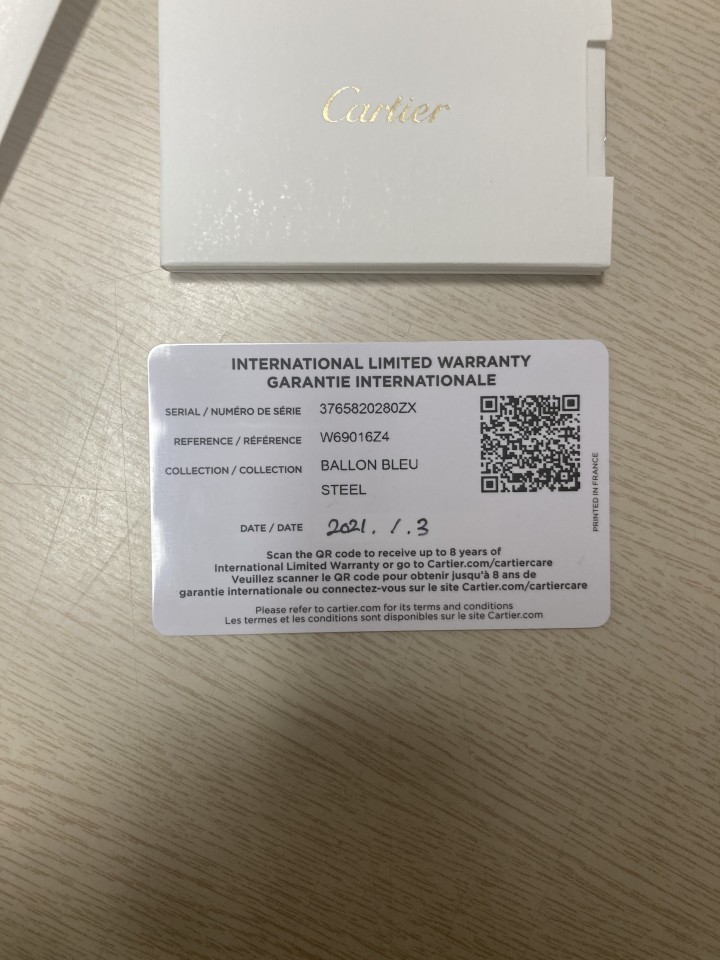 Cartier
INTERNATIONAL LIMITED WARRANTY
GARANTIE INTERNATIONALE
SERIAL / NUMÉRO DE SÉRIE 3765820280ZX
REFERENCE / RÉFÉRENCE W69016Z4
COLLECTION / COLLECTION BALLON BLEU
STEEL
DATE / DATE 2021. 1. 3
PRINTED IN FRANCE
Scan the QR code to receive up to 8 years of
International Limited Warranty or go to Cartier.com/cartiercare
Veuillez scanner le QR code pour obtenir jusqu'à 8 ans de
garantie internationale ou connectez-vous sur le site Cartier.com/cartiercare
Please refer to cartier.com for its terms and conditions
Les termes et les conditions sont disponibles sur le site Cartier.com